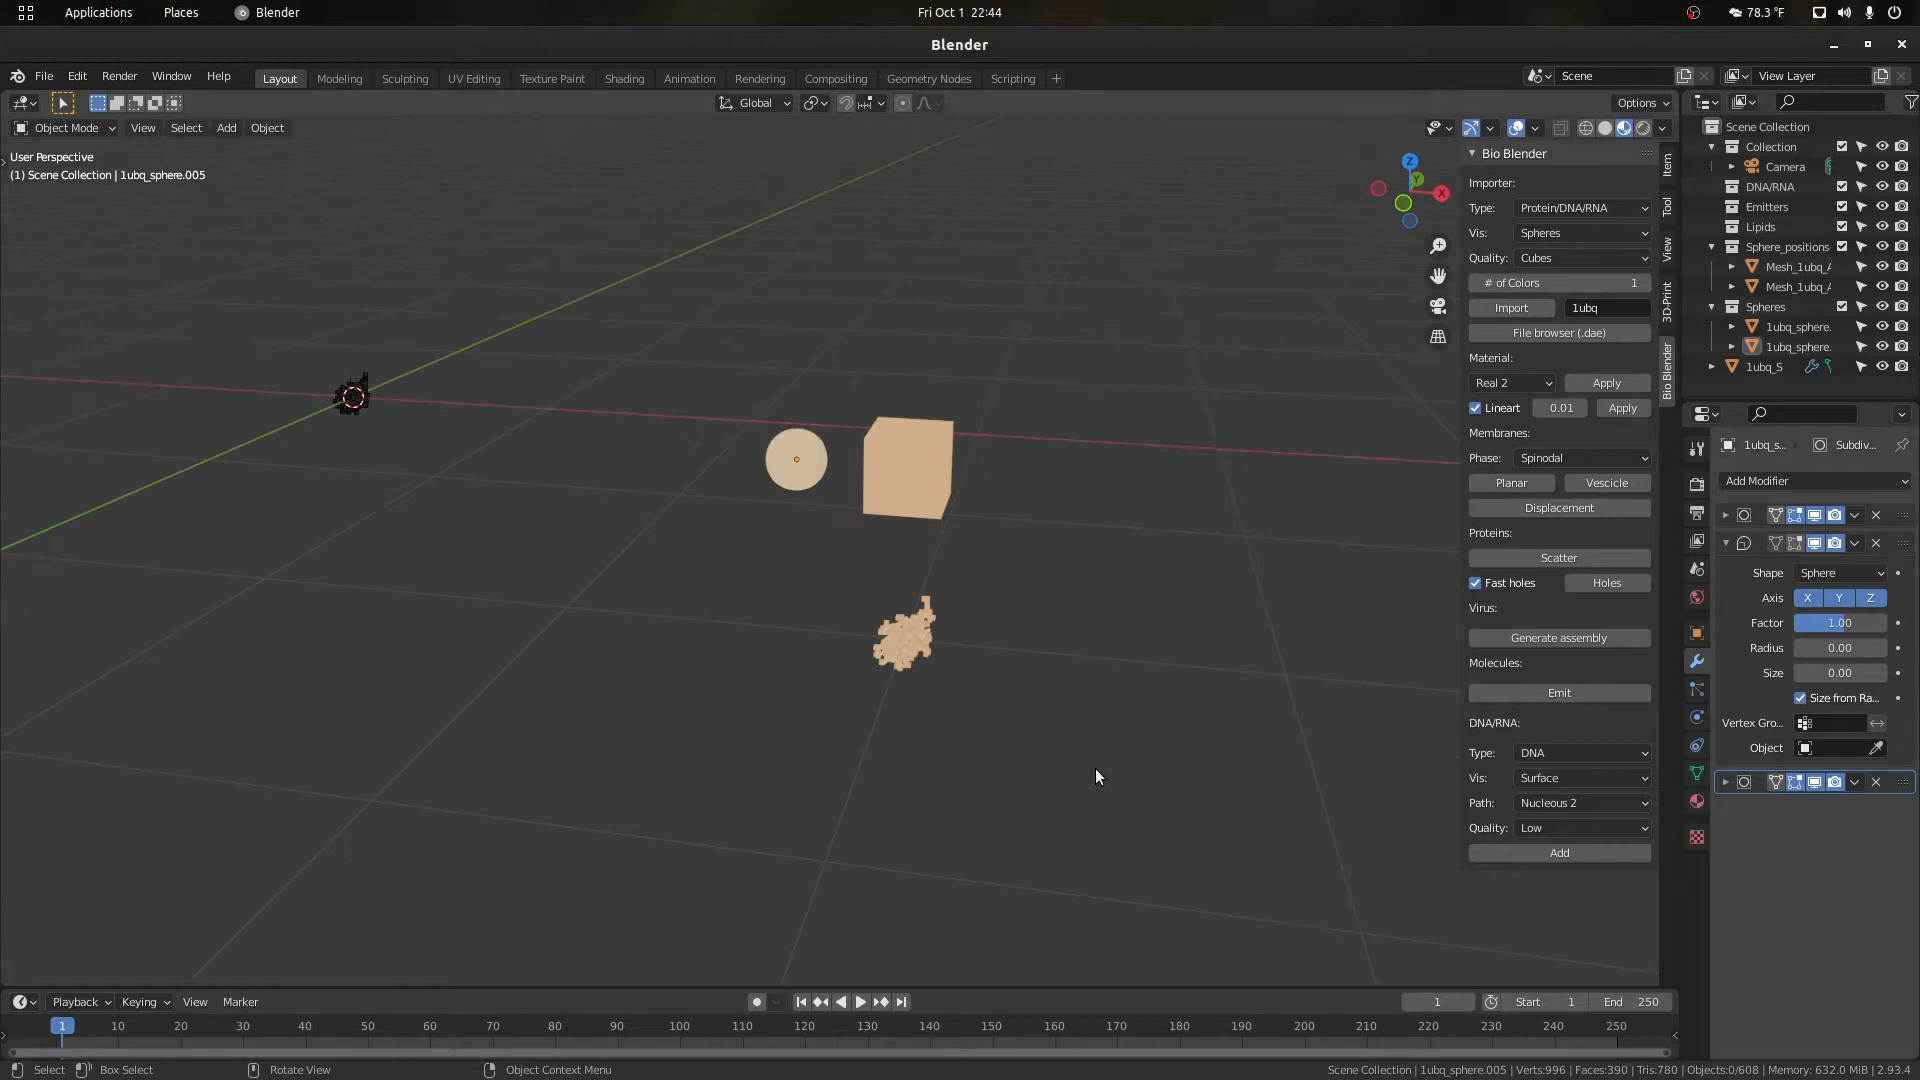 Applications Places Blender Fri Oct 1 22:44 78.3 °F
Blender
File Edit Render Window Help Layout Modeling Sculpting UV Editing Texture Paint Shading Animation Rendering Compositing Geometry Nodes Scripting + Scene View Layer
Global Options
Object Mode View Select Add Object
User Perspective
(1) Scene Collection | 1ubq_sphere.005
Z
Y
X
Bio Blender
Importer:
Type: Protein/DNA/RNA
Vis: Spheres
Quality: Cubes
# of Colors 1
Import 1ubq
File browser (.dae)
Material:
Real 2 Apply
Lineart 0.01 Apply
Membranes:
Phase: Spinodal
Planar Vescicle
Displacement
Proteins:
Scatter
Fast holes Holes
Virus:
Generate assembly
Molecules:
Emit
DNA/RNA:
Type: DNA
Vis: Surface
Path: Nucleous 2
Quality: Low
Add
Item
Tool
View
3D-Print
Bio Blender
Scene Collection
Collection
Camera
DNA/RNA
Emitters
Lipids
Sphere_positions
Mesh_1ubq_A
Mesh_1ubq_A
Spheres
1ubq_sphere.
1ubq_sphere.
1ubq_S
1ubq_s... Subdiv...
Add Modifier
Shape Sphere
Axis X Y Z
Factor 1.00
Radius 0.00
Size 0.00
Size from Ra...
Vertex Gro...
Object
Playback Keying View Marker 1 Start 1 End 250
1 10 20 30 40 50 60 70 80 90 100 110 120 130 140 150 160 170 180 190 200 210 220 230 240 250
Select Box Select Rotate View Object Context Menu Scene Collection | 1ubq_sphere.005 | Verts:996 | Faces:390 | Tris:780 | Objects:0/608 | Memory: 632.0 MiB | 2.93.4